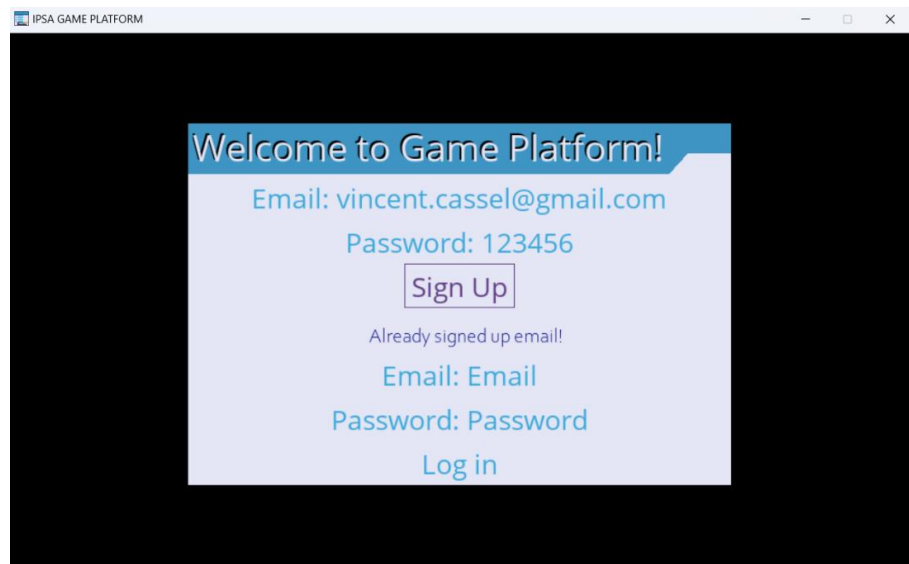 IPSA GAME PLATFORM
Welcome to Game Platform!
Email: vincent.cassel@gmail.com
Password: 123456
Sign Up
Already signed up email!
Email: Email
Password: Password
Log in